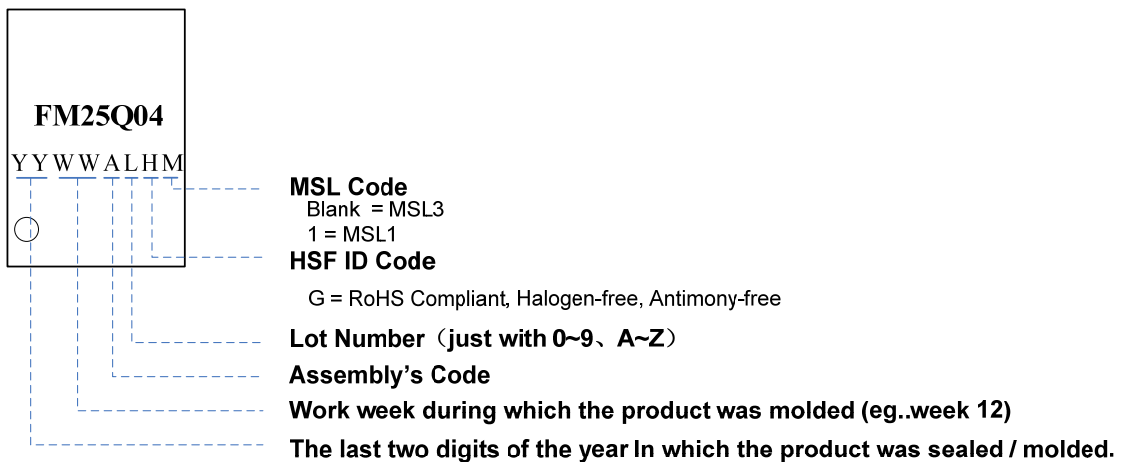 FM25Q04
YYWWALHM
MSL Code
Blank = MSL3
1 = MSL1
HSF ID Code
G = RoHS Compliant, Halogen-free, Antimony-free
Lot Number（just with 0~9、A~Z）
Assembly's Code
Work week during which the product was molded (eg..week 12)
The last two digits of the year In which the product was sealed / molded.